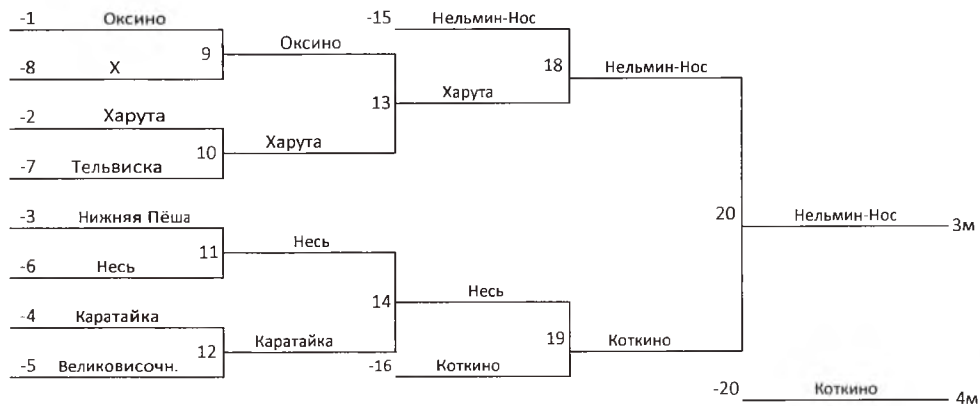 -1 Оксино
9
-8 Х
Оксино
-2 Харута
10
-7 Тельвиска
Харута
13
-15 Нельмин-Нос
Харута
18
Нельмин-Нос
-3 Нижняя Пёша
11
-6 Несь
Несь
-4 Каратайка
12
-5 Великовисочн.
Каратайка
14
Несь
-16 Коткино
19
Коткино
20
Нельмин-Нос 3м
-20 Коткино 4м